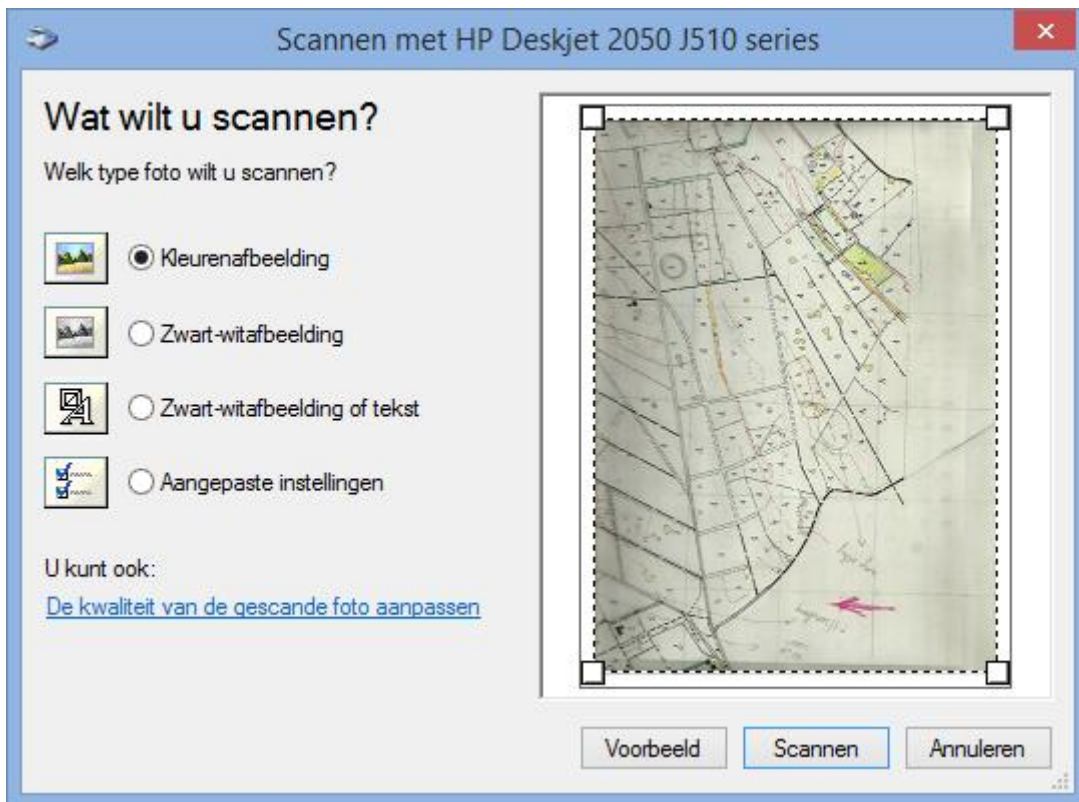 Scannen met HP Deskjet 2050 J510 series
Wat wilt u scannen?
Welk type foto wilt u scannen?
Kleurenafbeelding
Zwart-witafbeelding
Zwart-witafbeelding of tekst
Aangepaste instellingen
U kunt ook:
De kwaliteit van de gescande foto aanpassen
Voorbeeld
Scannen
Annuleren